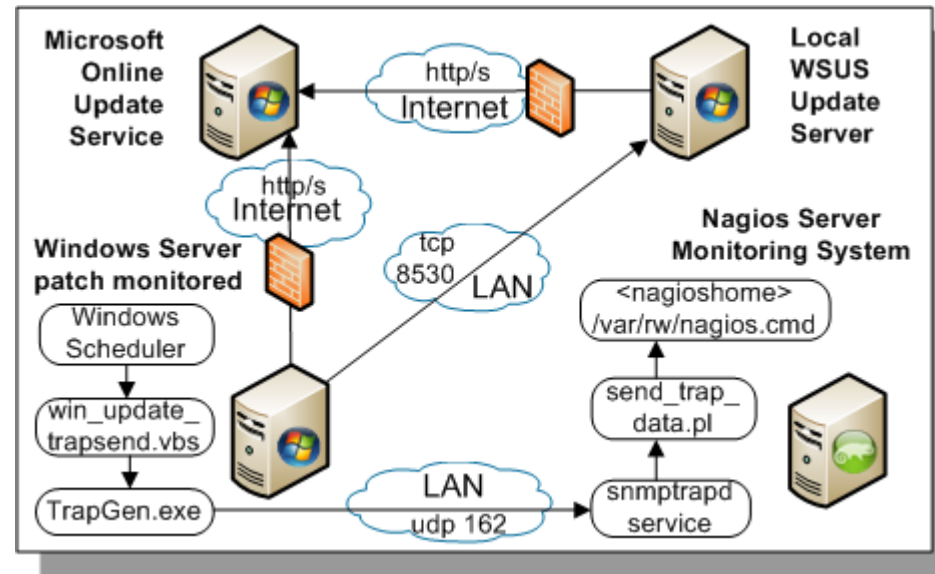 Microsoft
Online
Update
Service
http/s
Internet
Local
WSUS
Update
Server
http/s
Internet
tcp
8530
LAN
Nagios Server
Monitoring System
Windows Server
patch monitored
Windows
Scheduler
win_update_
trapsend.vbs
TrapGen.exe
LAN
udp 162
<nagioshome>
/var/rw/nagios.cmd
send_trap_
data.pl
snmptrapd
service